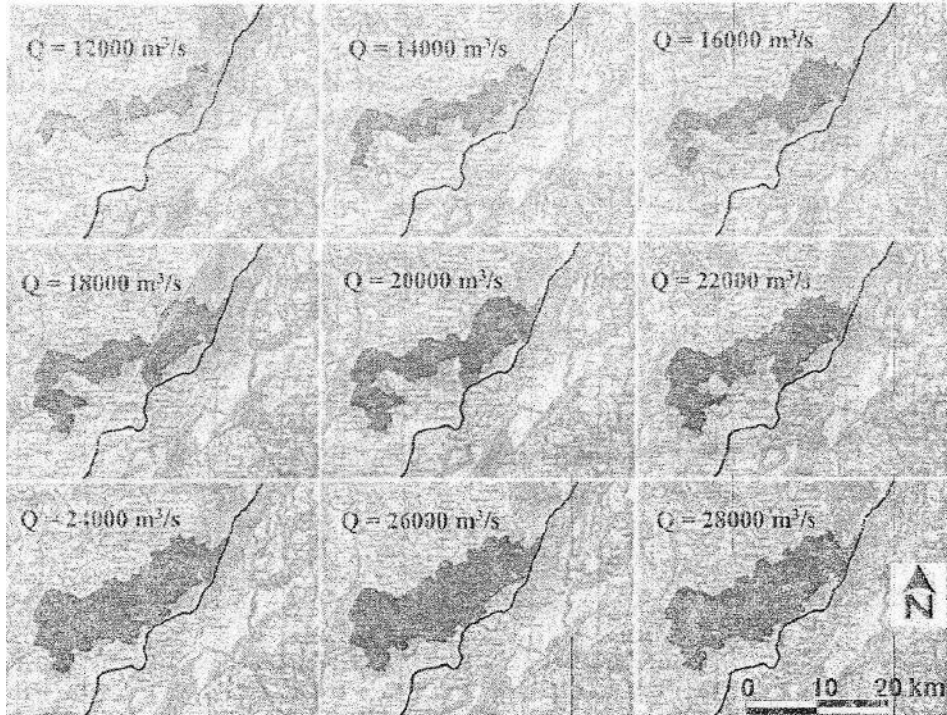 Q = 12000 m³/s
Q = 14000 m³/s
Q = 16000 m³/s
Q = 18000 m³/s
Q = 20000 m³/s
Q = 22000 m³/s
Q = 24000 m³/s
Q = 26000 m³/s
Q = 28000 m³/s
N
0 10 20 km